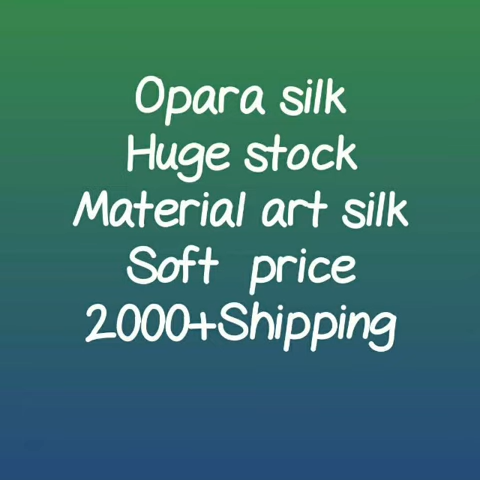 Opara silk
Huge stock
Material art silk
Soft price
2000+Shipping